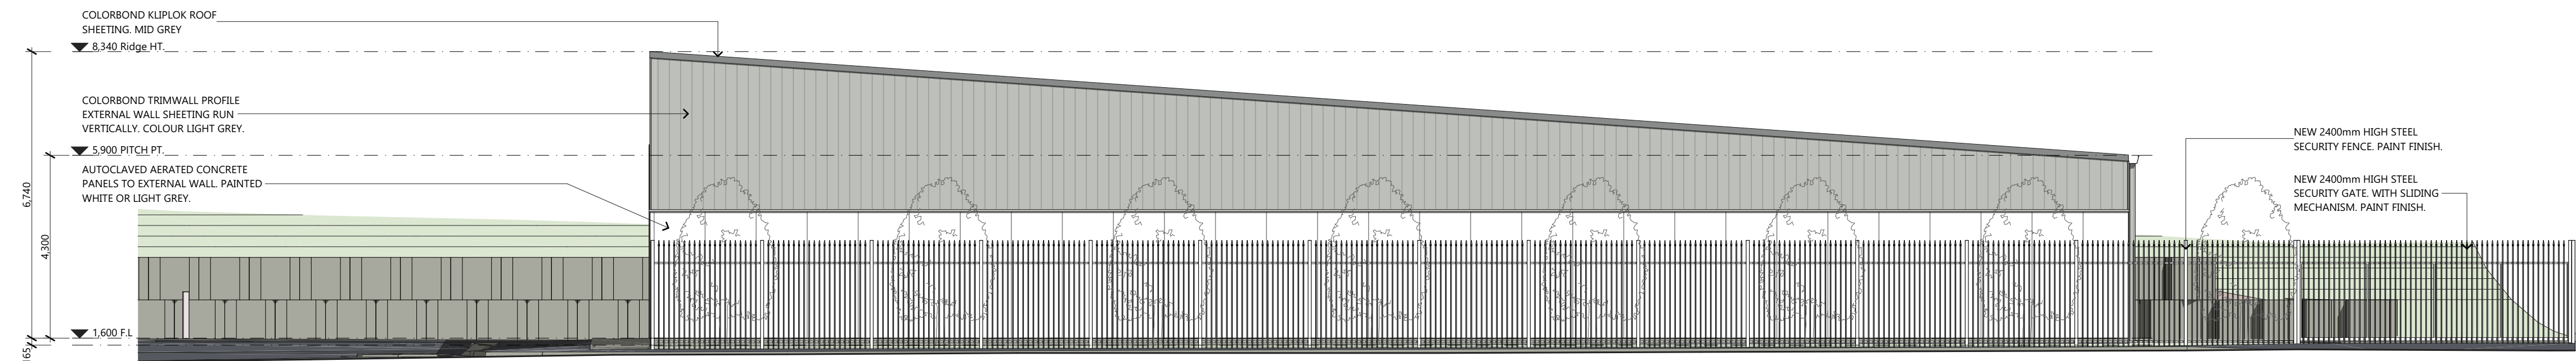 COLORBOND KLIPLOK ROOF
SHEETING. MID GREY
8,340 Ridge HT.
COLORBOND TRIMWALL PROFILE
EXTERNAL WALL SHEETING RUN
VERTICALLY. COLOUR LIGHT GREY.
5,900 PITCH PT.
AUTOCLAVED AERATED CONCRETE
PANELS TO EXTERNAL WALL. PAINTED
WHITE OR LIGHT GREY.
6,740
4,300
1,600 F.L
NEW 2400mm HIGH STEEL
SECURITY FENCE. PAINT FINISH.
NEW 2400mm HIGH STEEL
SECURITY GATE. WITH SLIDING
MECHANISM. PAINT FINISH.